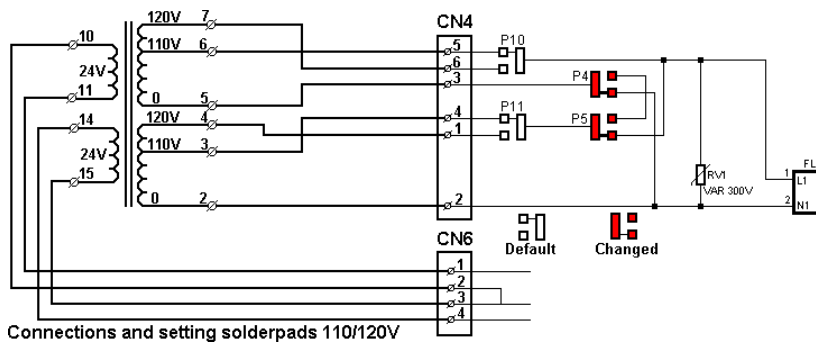 CN4
120V 7
110V 6
0 5
120V 4
110V 3
0 2
10
24V
11
14
24V
15
5
6
3
4
1
2
P10
P4
P11
P5
RV1
VAR 300V
FL
1 L1
2 N1
Default
Changed
CN6
1
2
3
4
Connections and setting solderpads 110/120V